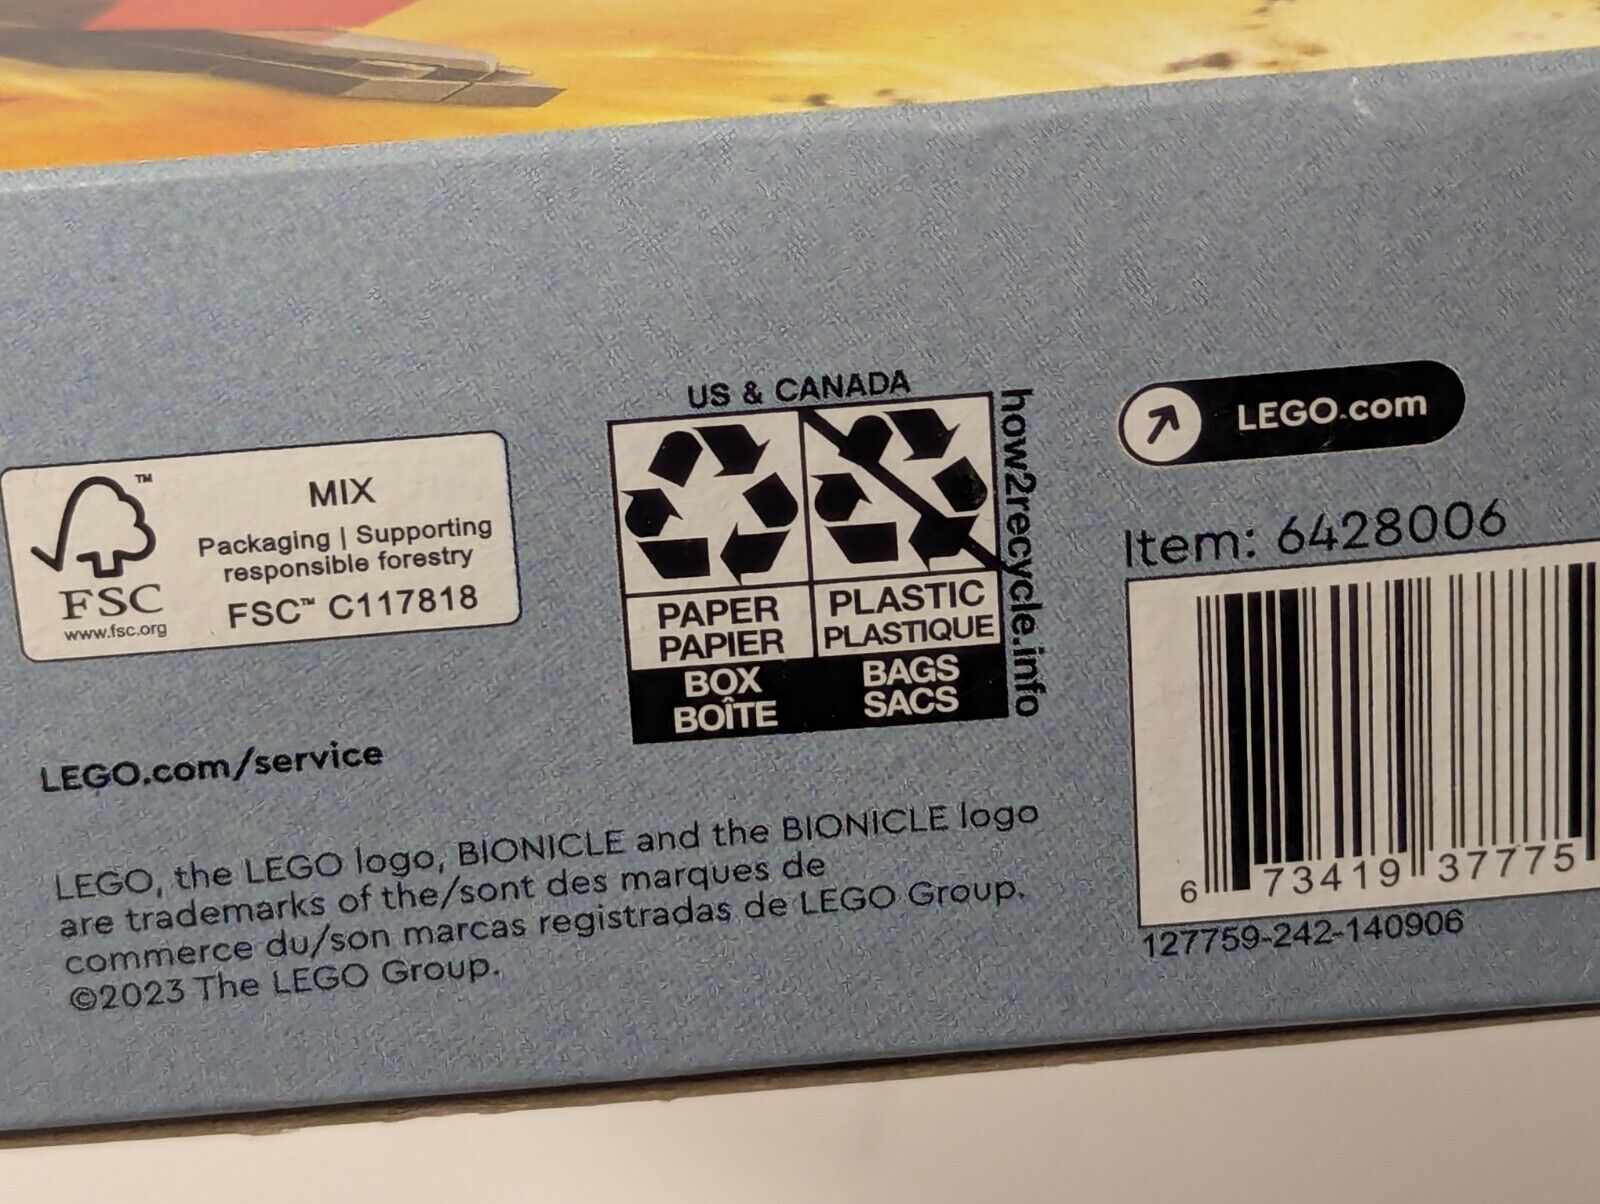 MIX
Packaging | Supporting
responsible forestry
FSC™ C117818
™
FSC
www.fsc.org
US & CANADA
PAPER
PAPIER
BOX
BOÎTE
PLASTIC
PLASTIQUE
BAGS
SACS
how2recycle.info
LEGO.com
Item: 6428006
6 73419 37775
127759-242-140906
LEGO.com/service
LEGO, the LEGO logo, BIONICLE and the BIONICLE logo
are trademarks of the/sont des marques de
commerce du/son marcas registradas de LEGO Group.
©2023 The LEGO Group.